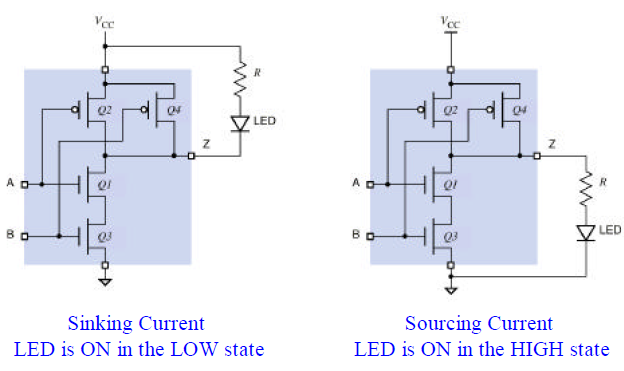 Vcc
R
Q2
Q4
LED
Z
A
Q1
B
Q3
Sinking Current
LED is ON in the LOW state
Vcc
Q2
Q4
Z
A
Q1
R
B
Q3
LED
Sourcing Current
LED is ON in the HIGH state